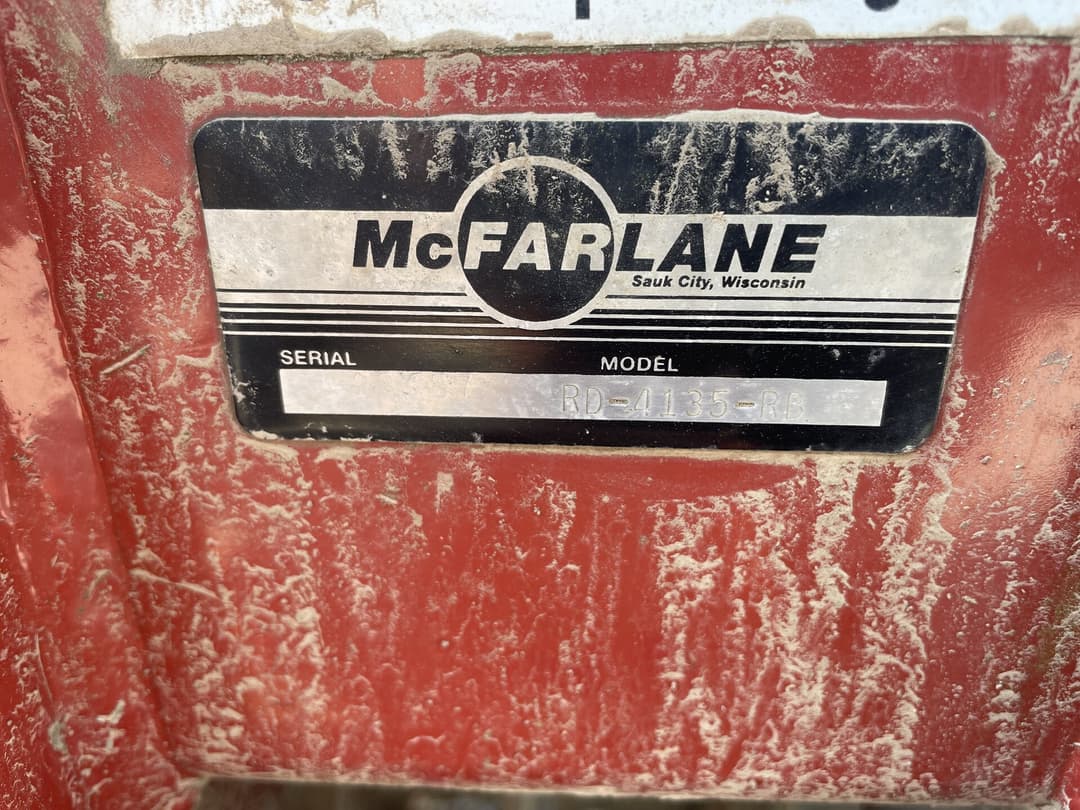 McFARLANE
Sauk City, Wisconsin
SERIAL MODEL
RD-4135-RB